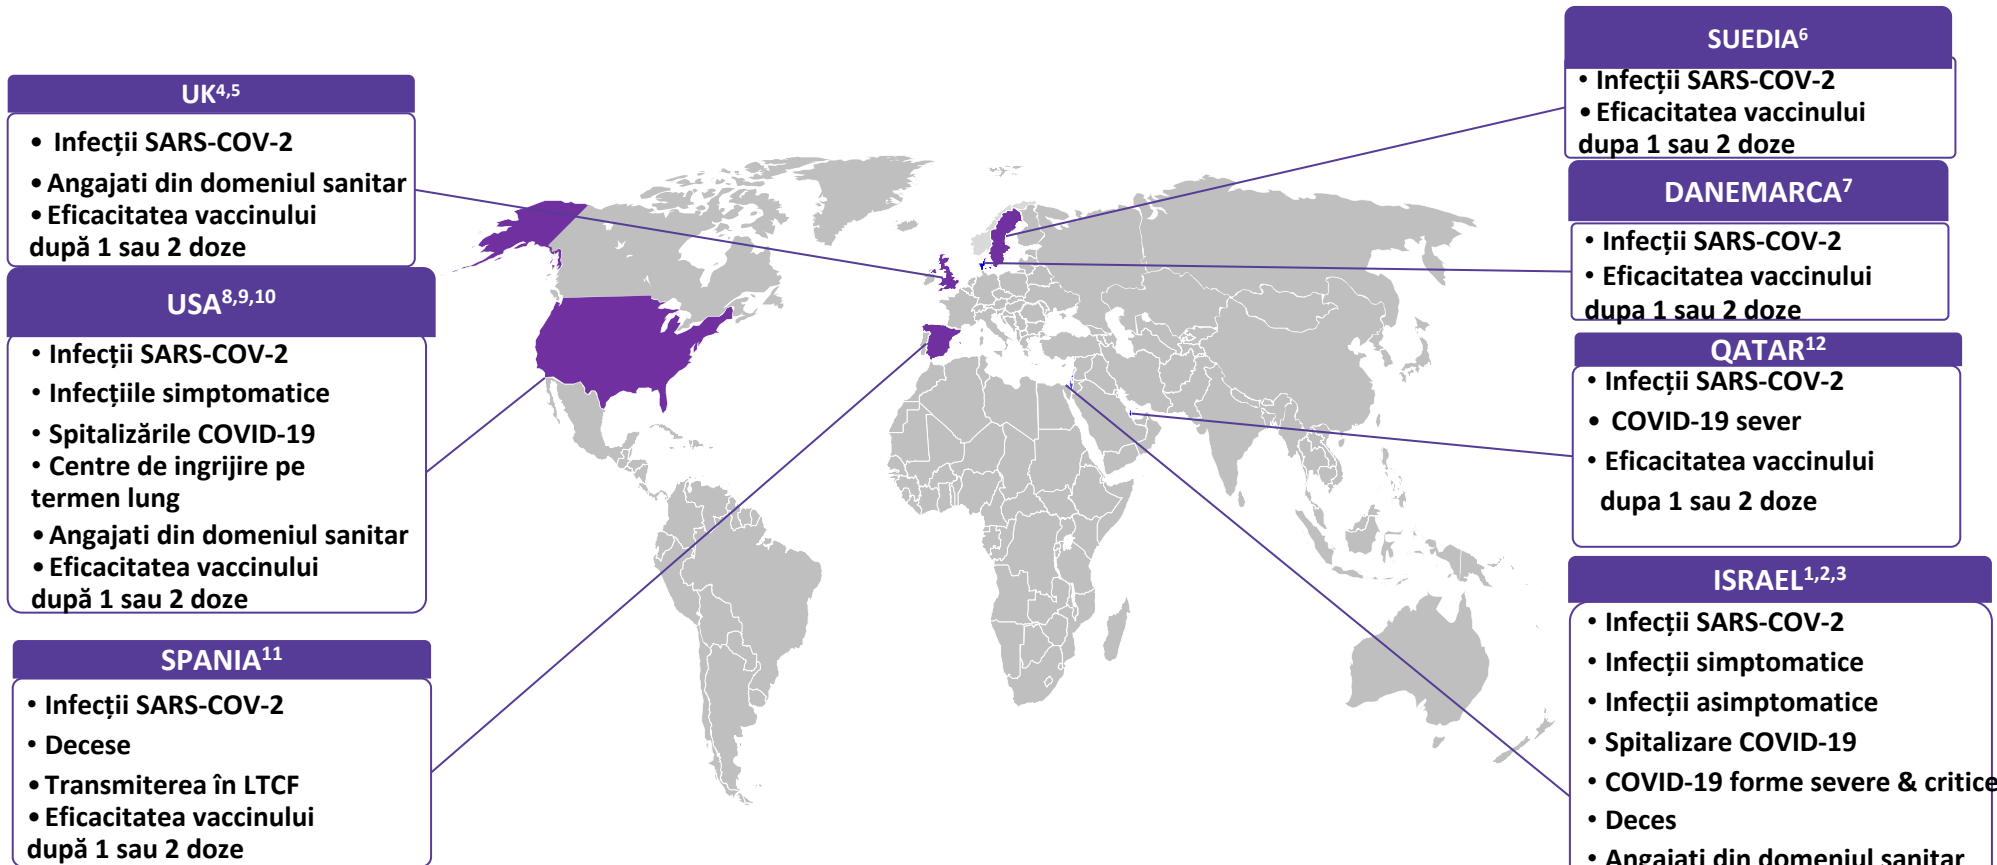 UK4,5
• Infecții SARS-COV-2
• Angajati din domeniul sanitar
• Eficacitatea vaccinului
după 1 sau 2 doze
USA8,9,10
• Infecții SARS-COV-2
• Infecțiile simptomatice
• Spitalizările COVID-19
• Centre de ingrijire pe
termen lung
• Angajati din domeniul sanitar
• Eficacitatea vaccinului
după 1 sau 2 doze
SPANIA11
• Infecții SARS-COV-2
• Decese
• Transmiterea în LTCF
• Eficacitatea vaccinului
după 1 sau 2 doze
SUEDIA6
• Infecții SARS-COV-2
• Eficacitatea vaccinului
dupa 1 sau 2 doze
DANEMARCA7
• Infecții SARS-COV-2
• Eficacitatea vaccinului
dupa 1 sau 2 doze
QATAR12
• Infecții SARS-COV-2
• COVID-19 sever
• Eficacitatea vaccinului
dupa 1 sau 2 doze
ISRAEL1,2,3
• Infecții SARS-COV-2
• Infecții simptomatice
• Infecții asimptomatice
• Spitalizare COVID-19
• COVID-19 forme severe & critice
• Deces
• Angajati din domeniul sanitar